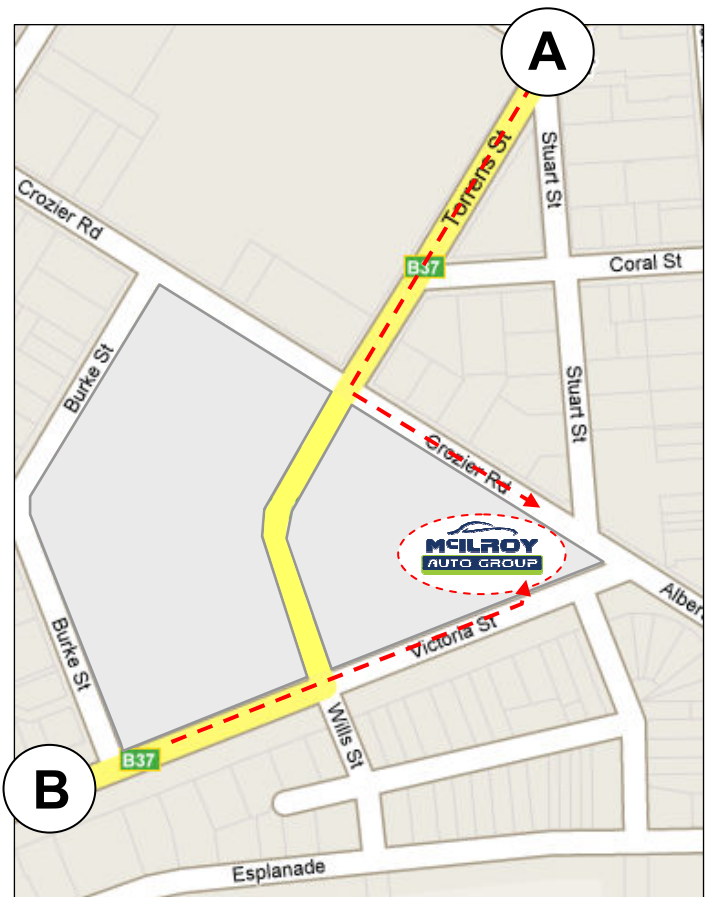 A
Torrens St
Stuart St
Crozier Rd
B37
Coral St
Burke St
Stuart St
Crozier Rd
McILROY
AUTO GROUP
Victoria St
Burke St
Wills St
B37
B
Esplanade